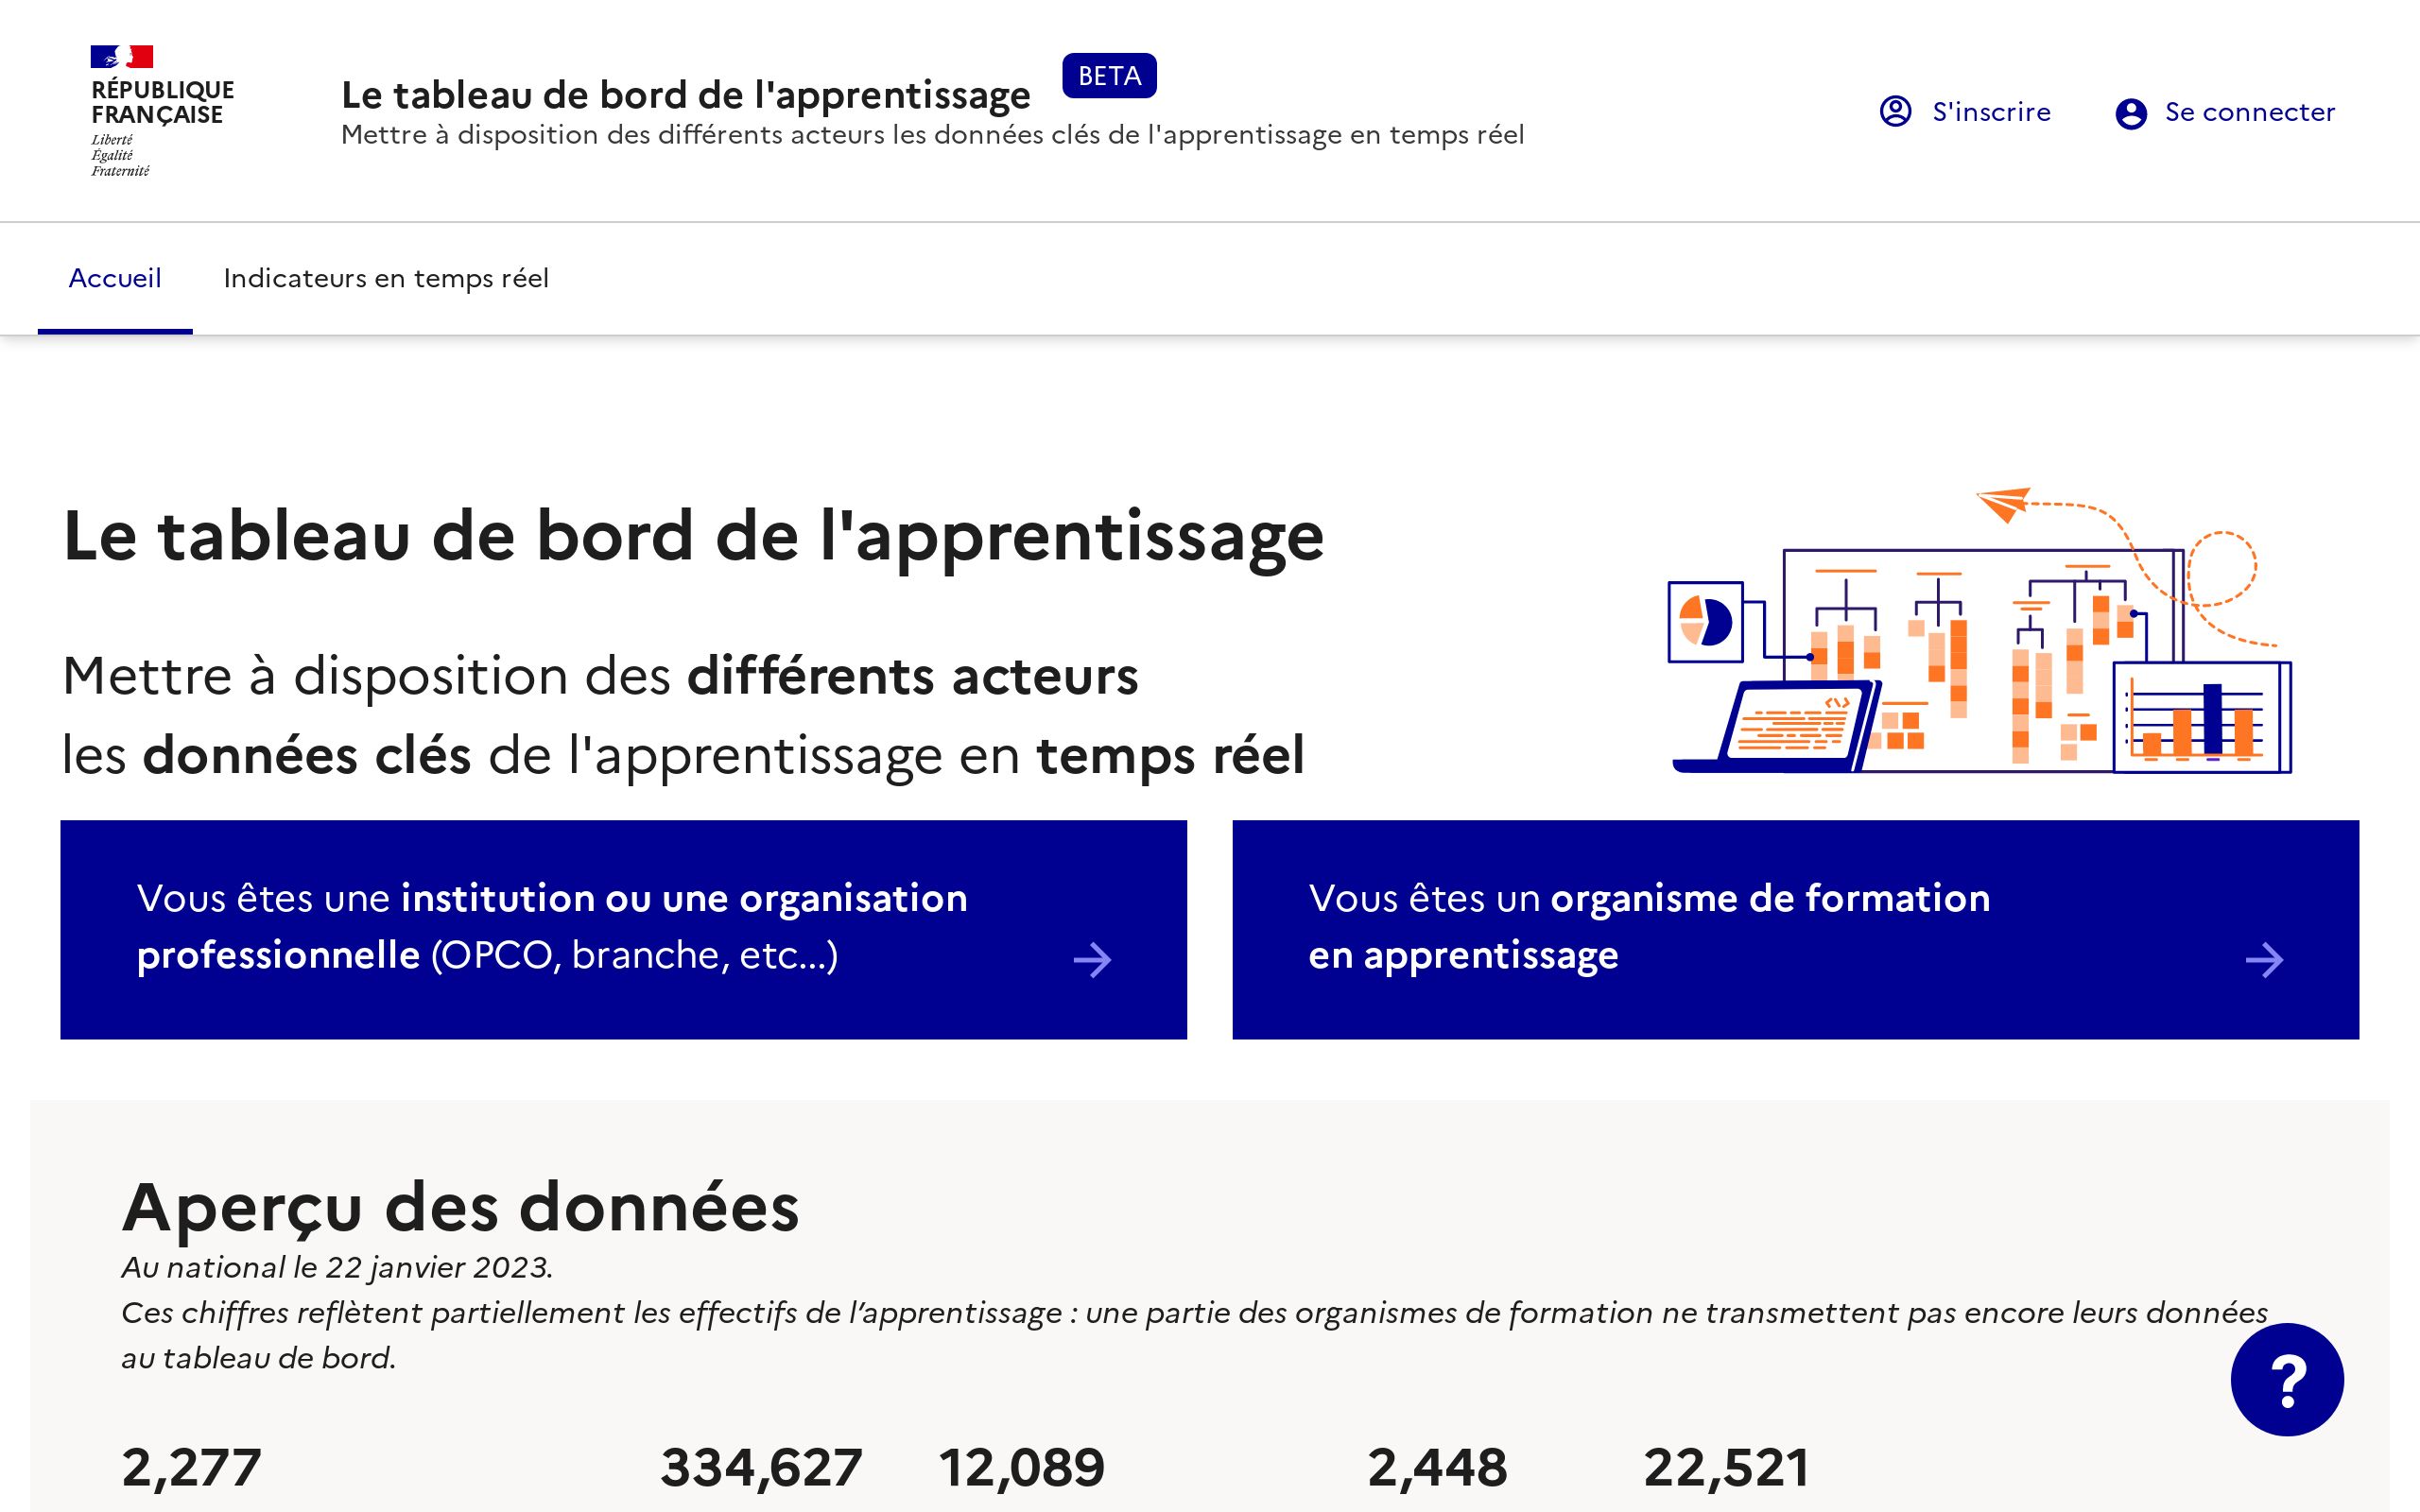 RÉPUBLIQUE
FRANÇAISE
Liberté
Égalité
Fraternité
Le tableau de bord de l'apprentissage
BETA
Mettre à disposition des différents acteurs les données clés de l'apprentissage en temps réel
S'inscrire
Se connecter
Accueil
Indicateurs en temps réel
Le tableau de bord de l'apprentissage
Mettre à disposition des différents acteurs
les données clés de l'apprentissage en temps réel
Vous êtes une institution ou une organisation
professionnelle (OPCO, branche, etc...)
Vous êtes un organisme de formation
en apprentissage
Aperçu des données
Au national le 22 janvier 2023.
Ces chiffres reflètent partiellement les effectifs de l’apprentissage : une partie des organismes de formation ne transmettent pas encore leurs données
au tableau de bord.
?
2,277
334,627
12,089
2,448
22,521